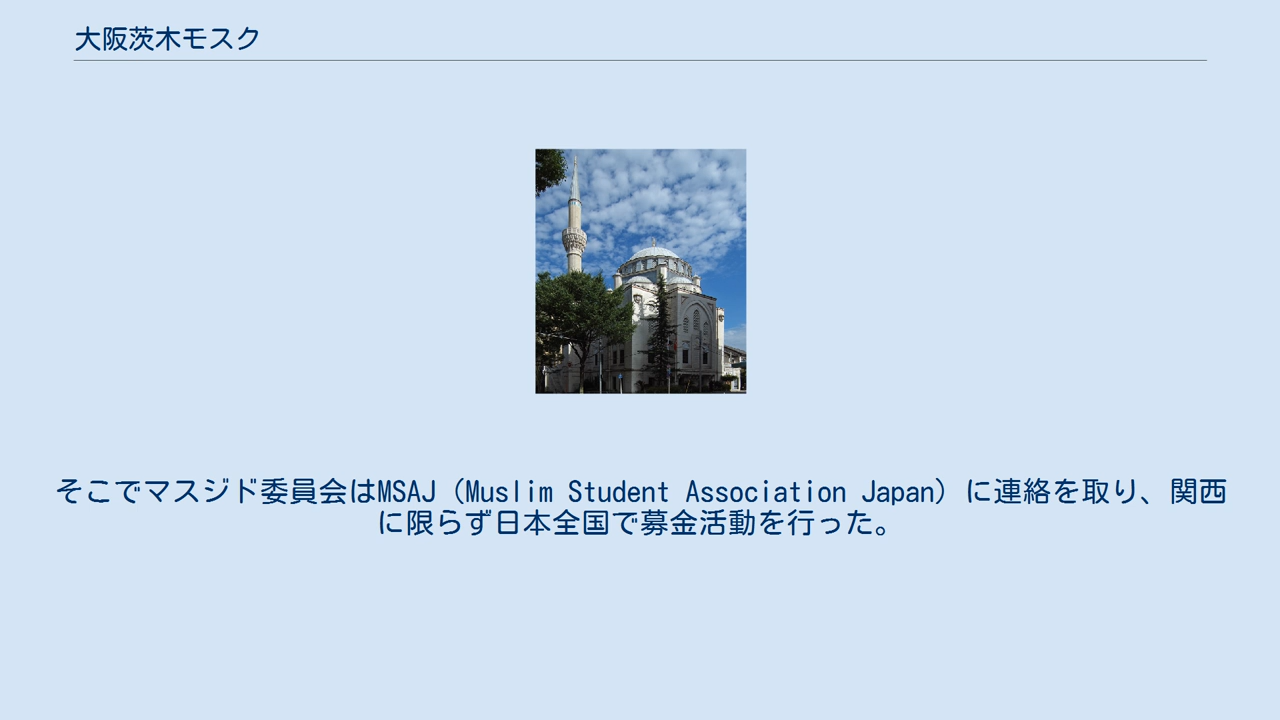 大阪茨木モスク
そこでマスジド委員会はMSAJ（Muslim Student Association Japan）に連絡を取り、関西
に限らず日本全国で募金活動を行った。